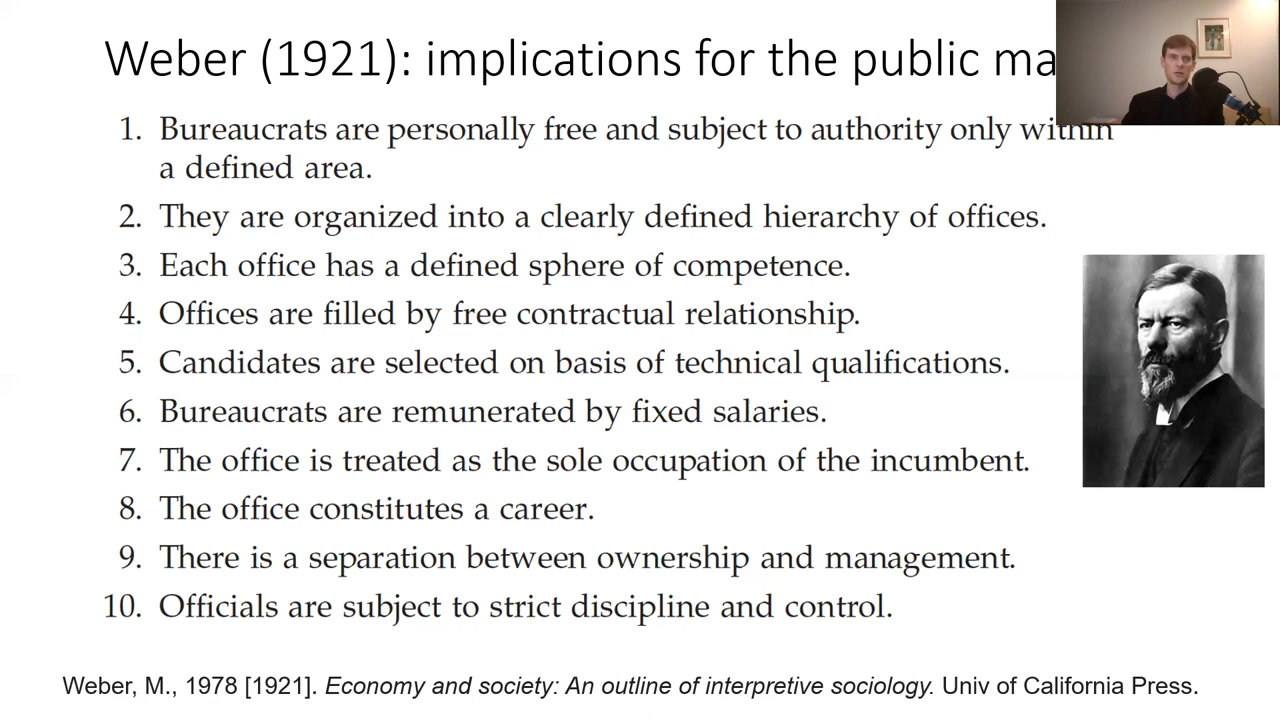 Weber (1921): implications for the public ma
1. Bureaucrats are personally free and subject to authority only within
a defined area.
2. They are organized into a clearly defined hierarchy of offices.
3. Each office has a defined sphere of competence.
4. Offices are filled by free contractual relationship.
5. Candidates are selected on basis of technical qualifications.
6. Bureaucrats are remunerated by fixed salaries.
7. The office is treated as the sole occupation of the incumbent.
8. The office constitutes a career.
9. There is a separation between ownership and management.
10. Officials are subject to strict discipline and control.
Weber, M., 1978 [1921]. Economy and society: An outline of interpretive sociology. Univ of California Press.